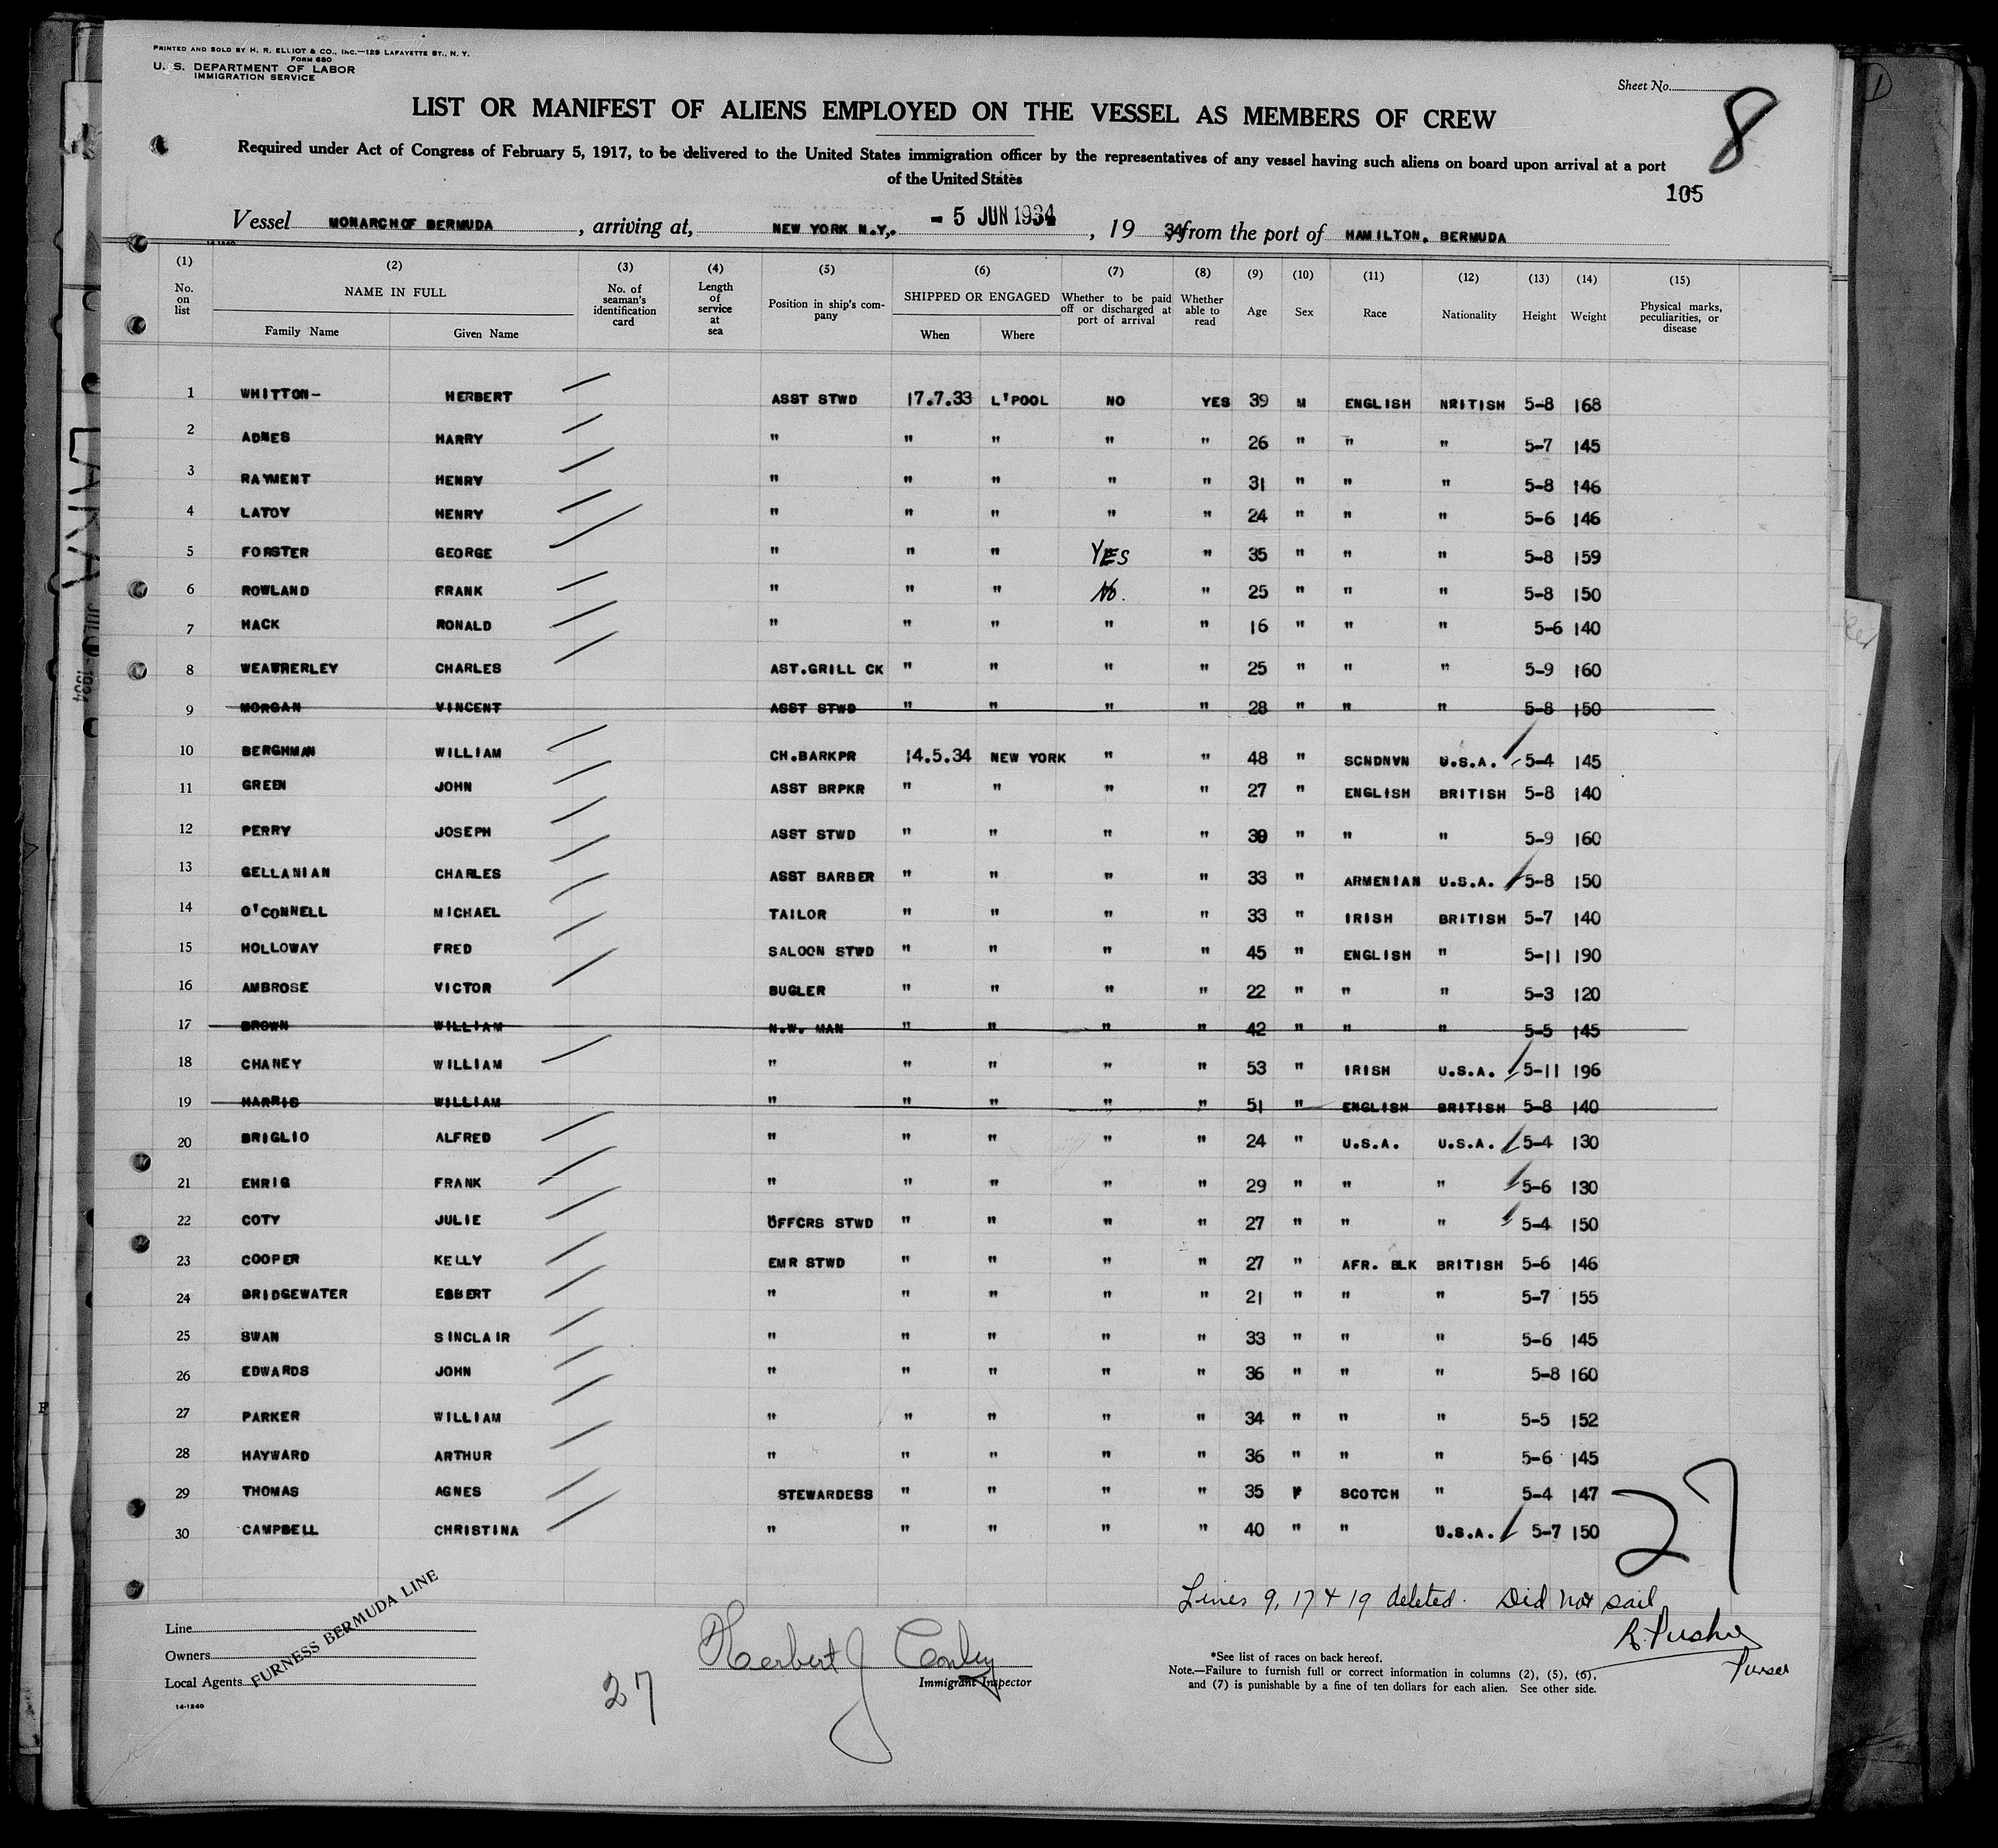 PRINTED AND SOLD BY H. R. ELLIOT & CO., INC.—129 LAFAYETTE ST., N. Y.
FORM 680
U. S. DEPARTMENT OF LABOR
IMMIGRATION SERVICE
Sheet No. 8
LIST OR MANIFEST OF ALIENS EMPLOYED ON THE VESSEL AS MEMBERS OF CREW
Required under Act of Congress of February 5, 1917, to be delivered to the United States immigration officer by the representatives of any vessel having such aliens on board upon arrival at a port
of the United States
105
Vessel MONARCH OF BERMUDA , arriving at, NEW YORK N.Y,. - 5 JUN 1934 , 19 34 from the port of HAMILTON, BERMUDA
14-1240
(1) (2) (3) (4) (5) (6) (7) (8) (9) (10) (11) (12) (13) (14) (15)
No. on list NAME IN FULL Family Name Given Name No. of seaman's identification card Length of service at sea Position in ship's company SHIPPED OR ENGAGED When Where Whether to be paid off or discharged at port of arrival Whether able to read Age Sex Race Nationality Height Weight Physical marks, peculiarities, or disease
1 WHITTON- HERBERT ASST STWD 17.7.33 L'POOL NO YES 39 M ENGLISH NRITISH 5-8 168
2 ADNES HARRY " " " " " 26 " " " 5-7 145
3 RAYMENT HENRY " " " " " 31 " " " 5-8 146
4 LATOY HENRY " " " " " 24 " " " 5-6 146
5 FORSTER GEORGE " " " YES " 35 " " " 5-8 159
6 ROWLAND FRANK " " " No. " 25 " " " 5-8 150
7 HACK RONALD " " " " " 16 " " " 5-6 140
8 WEATHERLEY CHARLES AST.GRILL CK " " " " 25 " " " 5-9 160
9 MORGAN VINCENT ASST STWD " " " " 28 " " " 5-8 150
10 BERGHMAN WILLIAM CH.BARKPR 14.5.34 NEW YORK " " 48 " SCNDNVN U.S.A. 5-4 145
11 GREEN JOHN ASST BRPKR " " " " 27 " ENGLISH BRITISH 5-8 140
12 PERRY JOSEPH ASST STWD " " " " 39 " " " 5-9 160
13 GELLANIAN CHARLES ASST BARBER " " " " 33 " ARMENIAN U.S.A. 5-8 150
14 O'CONNELL MICHAEL TAILOR " " " " 33 " IRISH BRITISH 5-7 140
15 HOLLOWAY FRED SALOON STWD " " " " 45 " ENGLISH " 5-11 190
16 AMBROSE VICTOR BUGLER " " " " 22 " " " 5-3 120
17 BROWN WILLIAM N.W. MAN " " " " 42 " " " 5-5 145
18 CHANEY WILLIAM " " " " " 53 " IRISH U.S.A. 5-11 196
19 HARRIS WILLIAM " " " " " 51 " ENGLISH BRITISH 5-8 140
20 BRIGLIO ALFRED " " " " " 24 " U.S.A. U.S.A. 5-4 130
21 EHRIG FRANK " " " " " 29 " " " 5-6 130
22 COTY JULIE OFFCRS STWD " " " " 27 " " " 5-4 150
23 COOPER KELLY EMR STWD " " " " 27 " AFR. BLK BRITISH 5-6 146
24 BRIDGEWATER EGBERT " " " " " 21 " " " 5-7 155
25 SWAN SINCLAIR " " " " " 33 " " " 5-6 145
26 EDWARDS JOHN " " " " " 36 " " " 5-8 160
27 PARKER WILLIAM " " " " " 34 " " " 5-5 152
28 HAYWARD ARTHUR " " " " " 36 " " " 5-6 145
29 THOMAS AGNES STEWARDESS " " " " 35 F SCOTCH " 5-4 147
30 CAMPBELL CHRISTINA " " " " " 40 " " U.S.A. 5-7 150
27
Lines 9, 17 & 19 deleted. Did not sail
Purser
Line
Owners
Local Agents
FURNESS BERMUDA LINE
14-1240
27
Herbert J Conley
Immigrant Inspector
*See list of races on back hereof.
Note.—Failure to furnish full or correct information in columns (2), (5), (6),
and (7) is punishable by a fine of ten dollars for each alien. See other side.